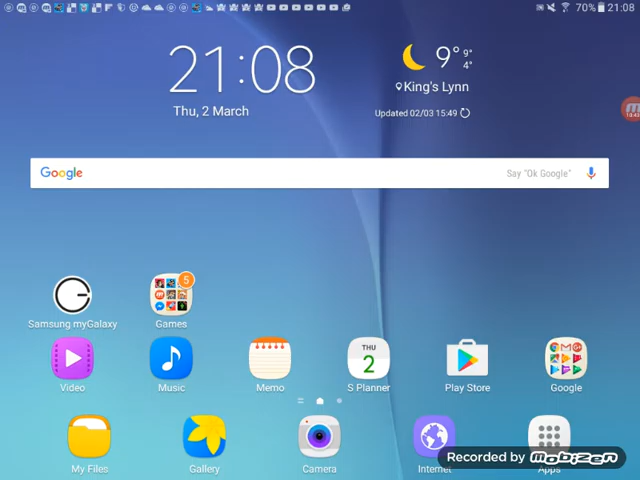 70% 21:08
21:08
Thu, 2 March
9° 9°
4°
King's Lynn
Updated 02/03 15:49
Google Say "Ok Google"
5
Samsung myGalaxy Games
THU
2
Video Music Memo S Planner Play Store Google
My Files Gallery Camera Internet Apps
Recorded by mobizen